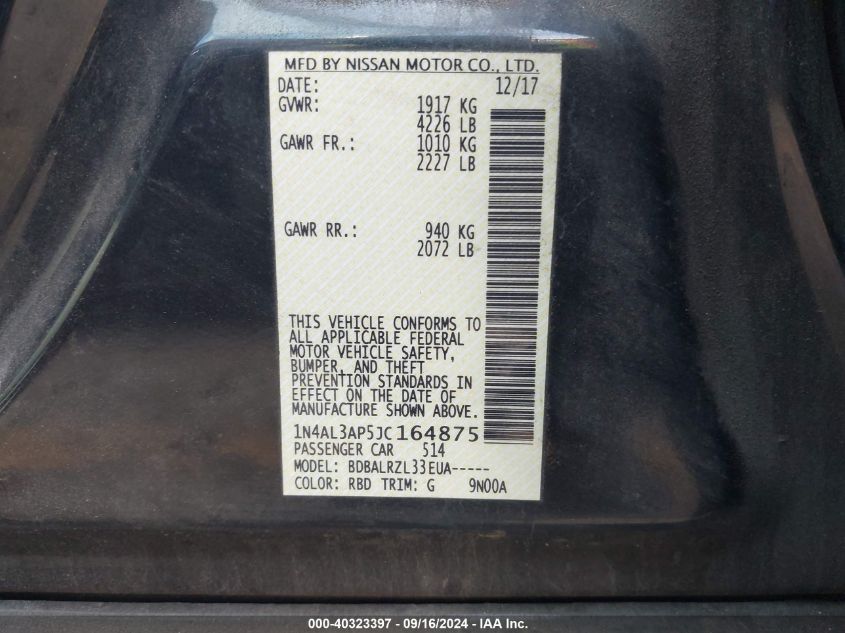 MFD BY NISSAN MOTOR CO., LTD.
DATE: 12/17
GVWR: 1917 KG
4226 LB
GAWR FR.: 1010 KG
2227 LB
GAWR RR.: 940 KG
2072 LB
THIS VEHICLE CONFORMS TO
ALL APPLICABLE FEDERAL
MOTOR VEHICLE SAFETY,
BUMPER, AND THEFT
PREVENTION STANDARDS IN
EFFECT ON THE DATE OF
MANUFACTURE SHOWN ABOVE.
1N4AL3AP5JC164875
PASSENGER CAR 514
MODEL: BDBALRZL33EUA-----
COLOR: RBD TRIM: G 9N00A
000-40323397 - 09/16/2024 - IAA Inc.